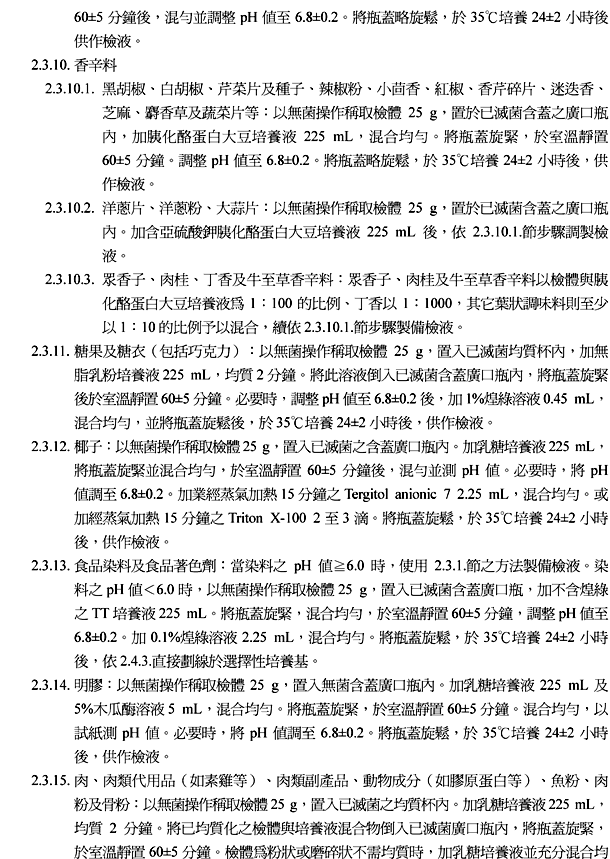 60±5 分鐘後，混勻並調整 pH 值至 6.8±0.2。將瓶蓋略旋鬆，於 35℃培養 24±2 小時後
供作檢液。
2.3.10. 香辛料
2.3.10.1. 黑胡椒、白胡椒、芹菜片及種子、辣椒粉、小茴香、紅椒、香芹碎片、迷迭香、
芝麻、麝香草及蔬菜片等：以無菌操作稱取檢體 25 g，置於已滅菌含蓋之廣口瓶
內，加胰化酪蛋白大豆培養液 225 mL，混合均勻。將瓶蓋旋緊，於室溫靜置
60±5 分鐘。調整 pH 值至 6.8±0.2。將瓶蓋略旋鬆，於 35℃培養 24±2 小時後，供
作檢液。
2.3.10.2. 洋蔥片、洋蔥粉、大蒜片：以無菌操作稱取檢體 25 g，置於已滅菌含蓋之廣口瓶
內。加含亞硫酸鉀胰化酪蛋白大豆培養液 225 mL 後，依 2.3.10.1.節步驟調製檢
液。
2.3.10.3. 眾香子、肉桂、丁香及牛至草香辛料：眾香子、肉桂及牛至草香辛料以檢體與胰
化酪蛋白大豆培養液為 1：100 的比例、丁香以 1：1000，其它葉狀調味料則至少
以 1：10 的比例予以混合，續依 2.3.10.1.節步驟製備檢液。
2.3.11. 糖果及糖衣（包括巧克力）：以無菌操作稱取檢體 25 g，置入已滅菌均質杯內，加無
脂乳粉培養液 225 mL，均質 2 分鐘。將此溶液倒入已滅菌含蓋廣口瓶內，將瓶蓋旋緊
後於室溫靜置 60±5 分鐘。必要時，調整 pH 值至 6.8±0.2 後，加 1%煌綠溶液 0.45 mL，
混合均勻，並將瓶蓋旋鬆後，於 35℃培養 24±2 小時後，供作檢液。
2.3.12. 椰子：以無菌操作稱取檢體 25 g，置入已滅菌之含蓋廣口瓶內。加乳糖培養液 225 mL，
將瓶蓋旋緊並混合均勻，於室溫靜置 60±5 分鐘後，混勻並測 pH 值。必要時，將 pH
值調至 6.8±0.2。加業經蒸氣加熱 15 分鐘之 Tergitol anionic 7 2.25 mL，混合均勻。或
加經蒸氣加熱 15 分鐘之 Triton X-100 2 至 3 滴。將瓶蓋旋鬆，於 35℃培養 24±2 小時
後，供作檢液。
2.3.13. 食品染料及食品著色劑：當染料之 pH 值≧6.0 時，使用 2.3.1.節之方法製備檢液。染
料之 pH 值＜6.0 時，以無菌操作稱取檢體 25 g，置入已滅菌含蓋廣口瓶，加不含煌綠
之 TT 培養液 225 mL。將瓶蓋旋緊，混合均勻，於室溫靜置 60±5 分鐘，調整 pH 值至
6.8±0.2。加 0.1%煌綠溶液 2.25 mL，混合均勻。將瓶蓋旋鬆，於 35℃培養 24±2 小時
後，依 2.4.3.直接劃線於選擇性培養基。
2.3.14. 明膠：以無菌操作稱取檢體 25 g，置入無菌含蓋廣口瓶內。加乳糖培養液 225 mL 及
5%木瓜酶溶液 5 mL，混合均勻。將瓶蓋旋緊，於室溫靜置 60±5 分鐘。混合均勻，以
試紙測 pH 值。必要時，將 pH 值調至 6.8±0.2。將瓶蓋旋鬆，於 35℃培養 24±2 小時
後，供作檢液。
2.3.15. 肉、肉類代用品（如素雞等）、肉類副產品、動物成分（如膠原蛋白等）、魚粉、肉
粉及骨粉：以無菌操作稱取檢體 25 g，置入已滅菌之均質杯內。加乳糖培養液 225 mL，
均質 2 分鐘。將已均質化之檢體與培養液混合物倒入已滅菌廣口瓶內，將瓶蓋旋緊，
於室溫靜置 60±5 分鐘。檢體為粉狀或磨碎狀不需均質時，加乳糖培養液並充分混合均